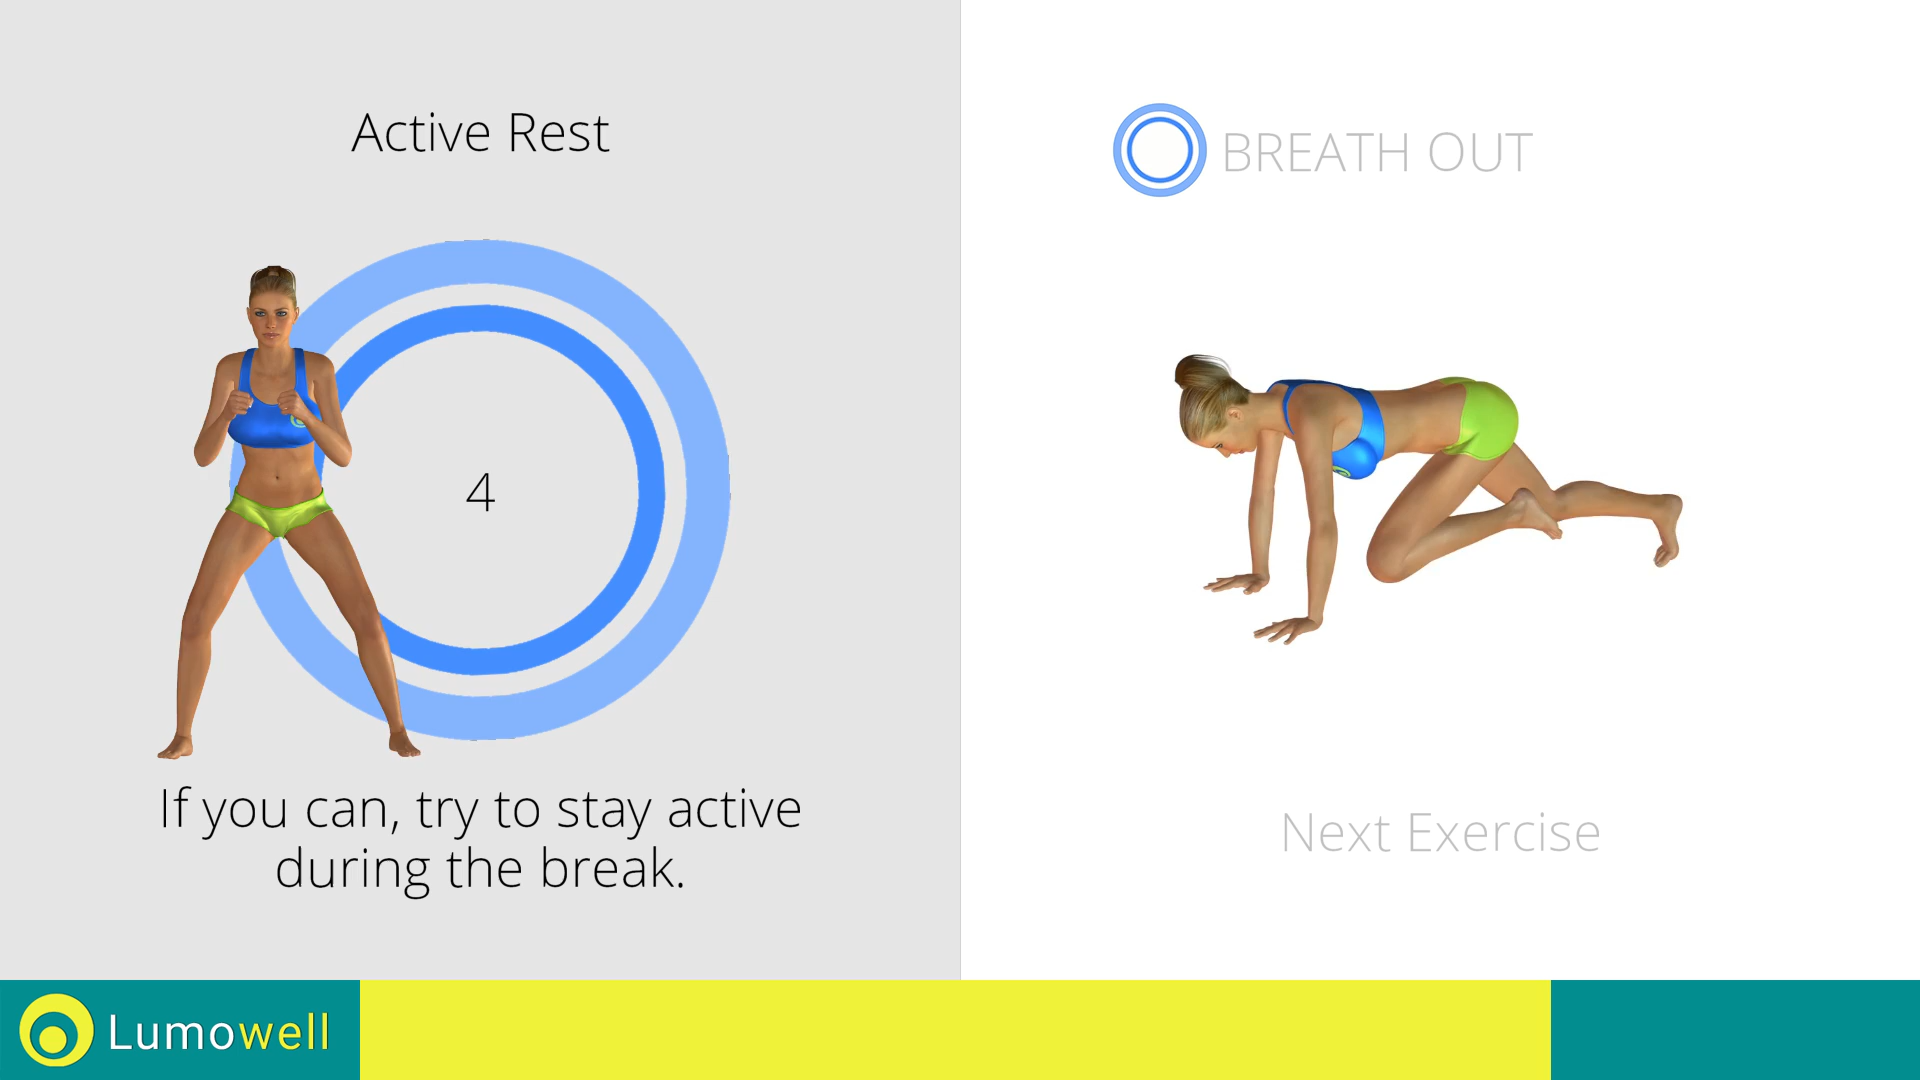 Active Rest
4
If you can, try to stay active
during the break.
BREATH OUT
Next Exercise
Lumowell